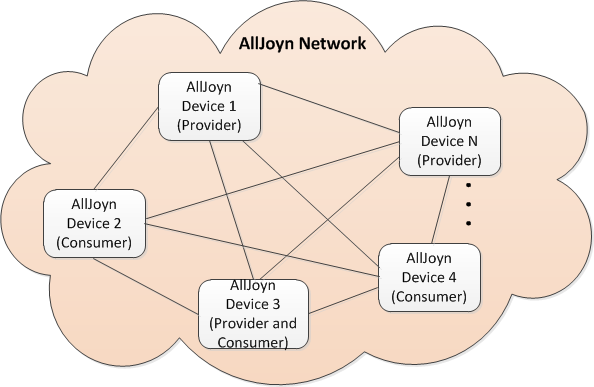 AllJoyn Network
AllJoyn
Device 1
(Provider)
AllJoyn
Device N
(Provider)
AllJoyn
Device 2
(Consumer)
AllJoyn
Device 4
(Consumer)
AllJoyn
Device 3
(Provider and
Consumer)